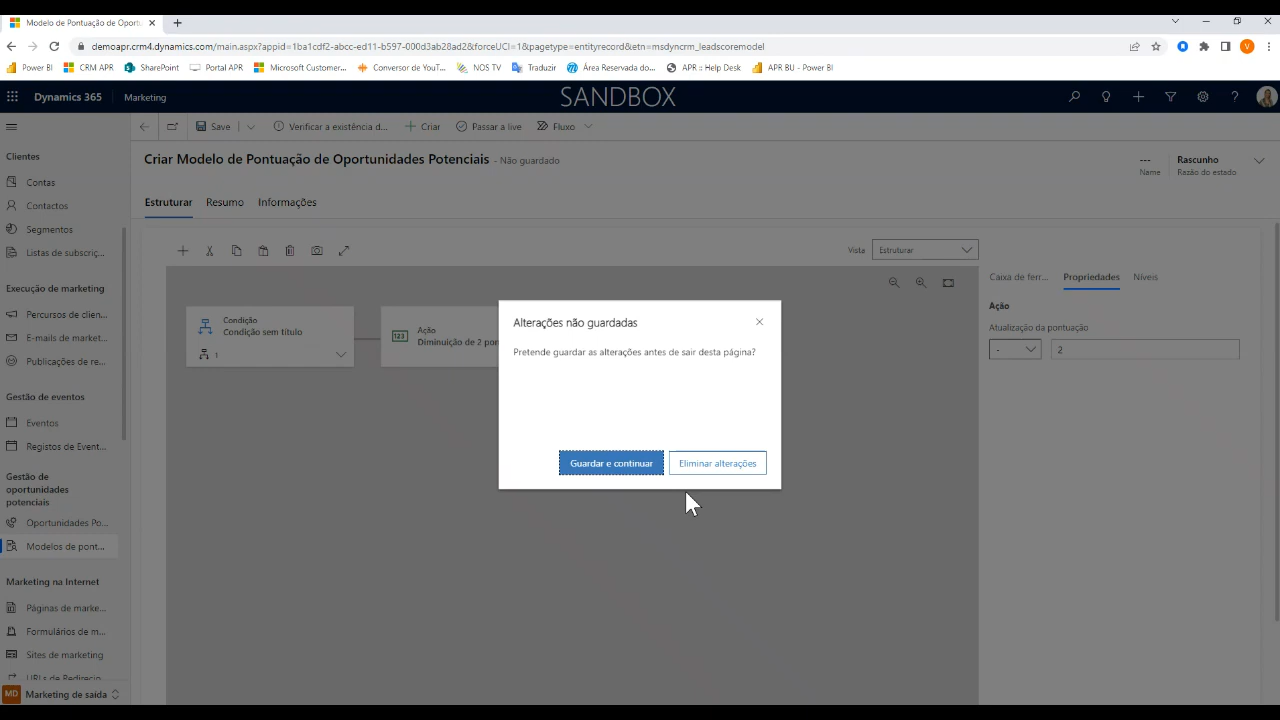 Modelo de Pontuação de Oportu
demoapr.crm4.dynamics.com/main.aspx?appid=1ba1cdf2-abcc-ed11-b597-000d3ab28ad2&forceUCI=1&pagetype=entityrecord&etn=msdyncrm_leadscoremodel
V
Power BI
CRM APR
SharePoint
Portal APR
Microsoft Customer...
Conversor de YouT...
NOS TV
Traduzir
Área Reservada do...
APR :: Help Desk
APR BU - Power BI
Dynamics 365
Marketing
SANDBOX
Save
Verificar a existência d...
Criar
Passar a live
Fluxo
Clientes
Contas
Contactos
Segmentos
Listas de subscriç...
Execução de marketing
Percursos de clien...
E-mails de market...
Publicações de re...
Gestão de eventos
Eventos
Registos de Event...
Gestão de
oportunidades
potenciais
Oportunidades Po...
Modelos de pont...
Marketing na Internet
Páginas de marke...
Formulários de m...
Sites de marketing
URLs de Redirecio
MD
Marketing de saída
Criar Modelo de Pontuação de Oportunidades Potenciais - Não guardado
---
Name
Rascunho
Razão do estado
Estruturar
Resumo
Informações
Vista
Estruturar
Condição
Condição sem título
1
123
Ação
Diminuição de 2 pon
Caixa de ferr...
Propriedades
Níveis
Ação
Atualização da pontuação
-
2
Alterações não guardadas
Pretende guardar as alterações antes de sair desta página?
Guardar e continuar
Eliminar alterações